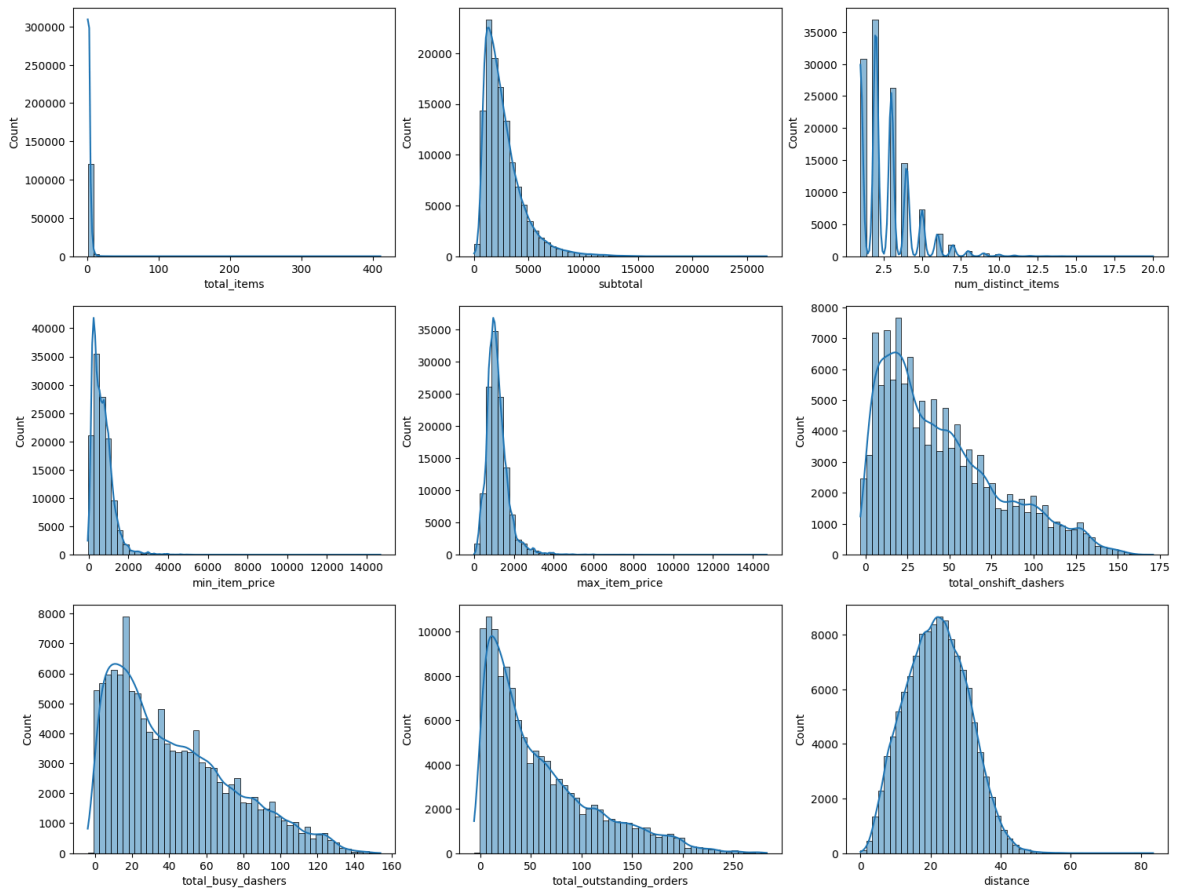 300000
250000
200000
150000
100000
50000
0
Count
0 100 200 300 400
total_items
20000
15000
10000
5000
0
Count
0 5000 10000 15000 20000 25000
subtotal
35000
30000
25000
20000
15000
10000
5000
0
Count
2.5 5.0 7.5 10.0 12.5 15.0 17.5 20.0
num_distinct_items
40000
35000
30000
25000
20000
15000
10000
5000
0
Count
0 2000 4000 6000 8000 10000 12000 14000
min_item_price
35000
30000
25000
20000
15000
10000
5000
0
Count
0 2000 4000 6000 8000 10000 12000 14000
max_item_price
8000
7000
6000
5000
4000
3000
2000
1000
0
Count
0 25 50 75 100 125 150 175
total_onshift_dashers
8000
7000
6000
5000
4000
3000
2000
1000
0
Count
0 20 40 60 80 100 120 140 160
total_busy_dashers
10000
8000
6000
4000
2000
0
Count
0 50 100 150 200 250
total_outstanding_orders
8000
6000
4000
2000
0
Count
0 20 40 60 80
distance